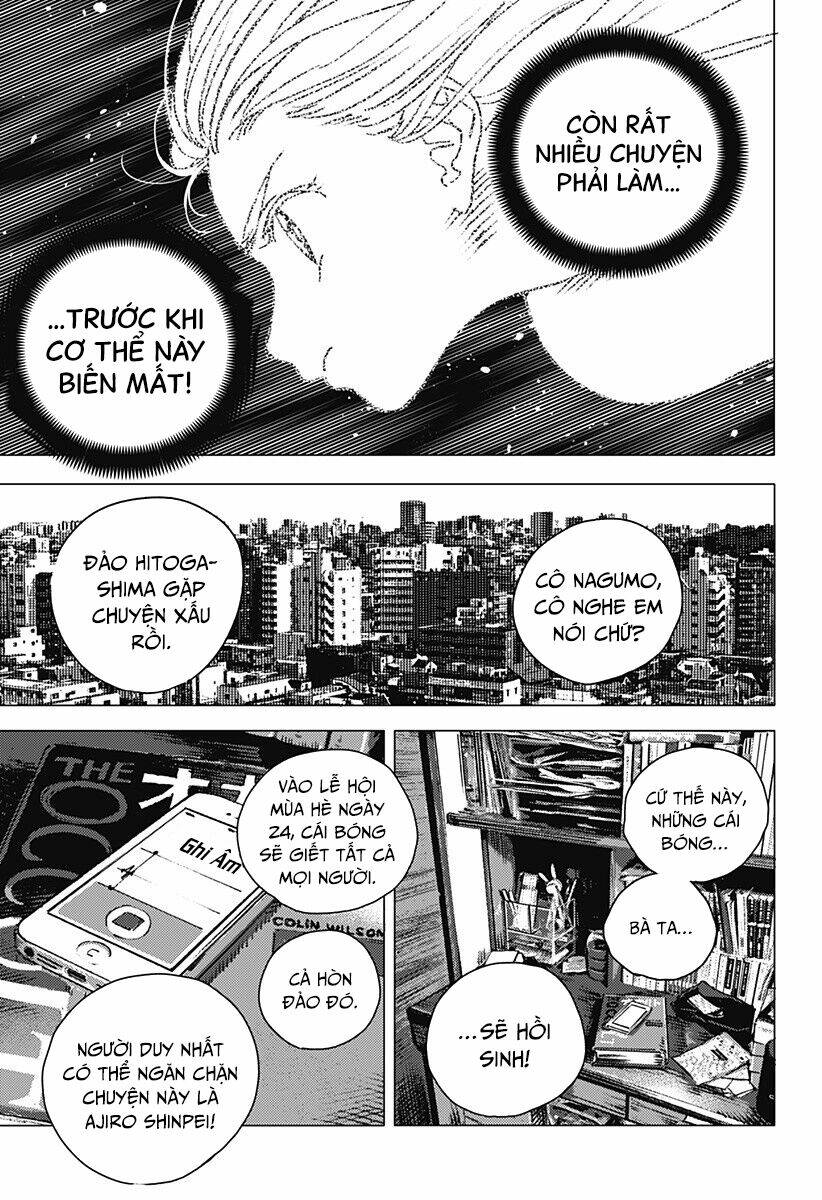 CÒN RẤT
NHIỀU CHUYỆN
PHẢI LÀM...
...TRƯỚC KHI
CƠ THỂ NÀY
BIẾN MẤT!
CÔ NAGUMO,
CÔ NGHE EM
NÓI CHỨ?
ĐẢO HITOGA-
SHIMA GẶP
CHUYỆN XẤU
RỒI.
CỨ THẾ NÀY,
NHỮNG CÁI
BÓNG...
BÀ TA...
...SẼ HỒI
SINH!
VÀO LỄ HỘI
MÙA HÈ NGÀY
24, CÁI BÓNG
SẼ GIẾT TẤT CẢ
MỌI NGƯỜI.
CẢ HÒN
ĐẢO ĐÓ.
NGƯỜI DUY NHẤT
CÓ THỂ NGĂN CHẶN
CHUYỆN NÀY LÀ
AJIRO SHINPEI!
THE
OCC
Ghi Âm
COLIN WILSON